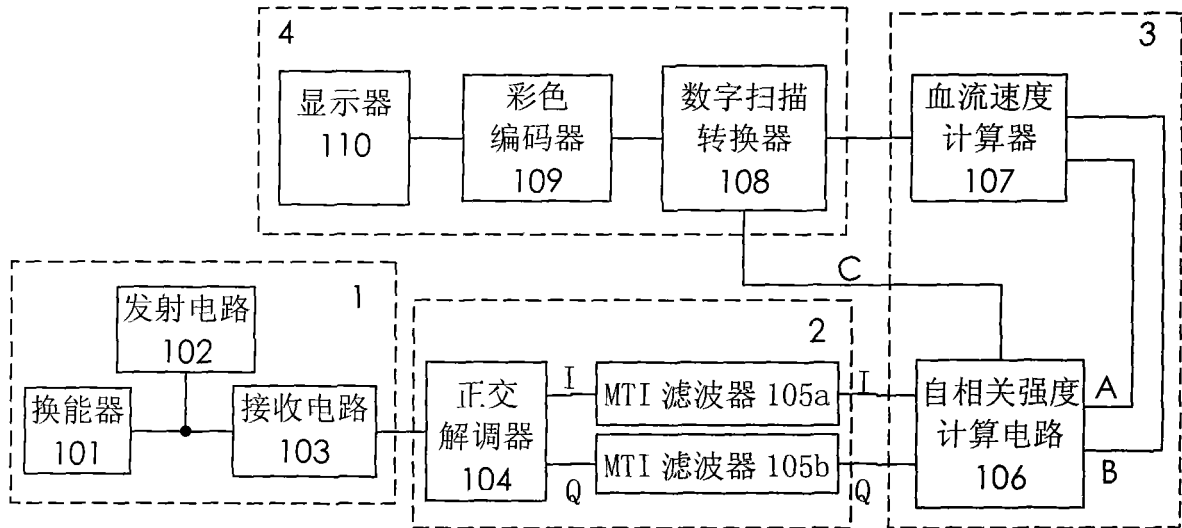 4
3
显示器
110
彩色
编码器
109
数字扫描
转换器
108
血流速度
计算器
107
C
1
发射电路
102
换能器
101
接收电路
103
2
正交
解调器
104
I
MTI 滤波器 105a
I
Q
MTI 滤波器 105b
Q
自相关强度
计算电路
106
A
B